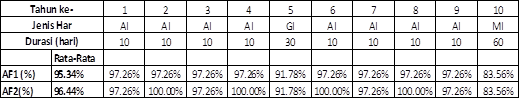 Tahun ke- 1 2 3 4 5 6 7 8 9 10
Jenis Har AI AI AI AI GI AI AI AI AI MI
Durasi (hari) 10 10 10 10 30 10 10 10 10 60
Rata-Rata
AF1 (%) 95.34% 97.26% 97.26% 97.26% 97.26% 91.78% 97.26% 97.26% 97.26% 97.26% 83.56%
AF2(%) 96.44% 97.26% 100.00% 97.26% 100.00% 91.78% 100.00% 97.26% 100.00% 97.26% 83.56%